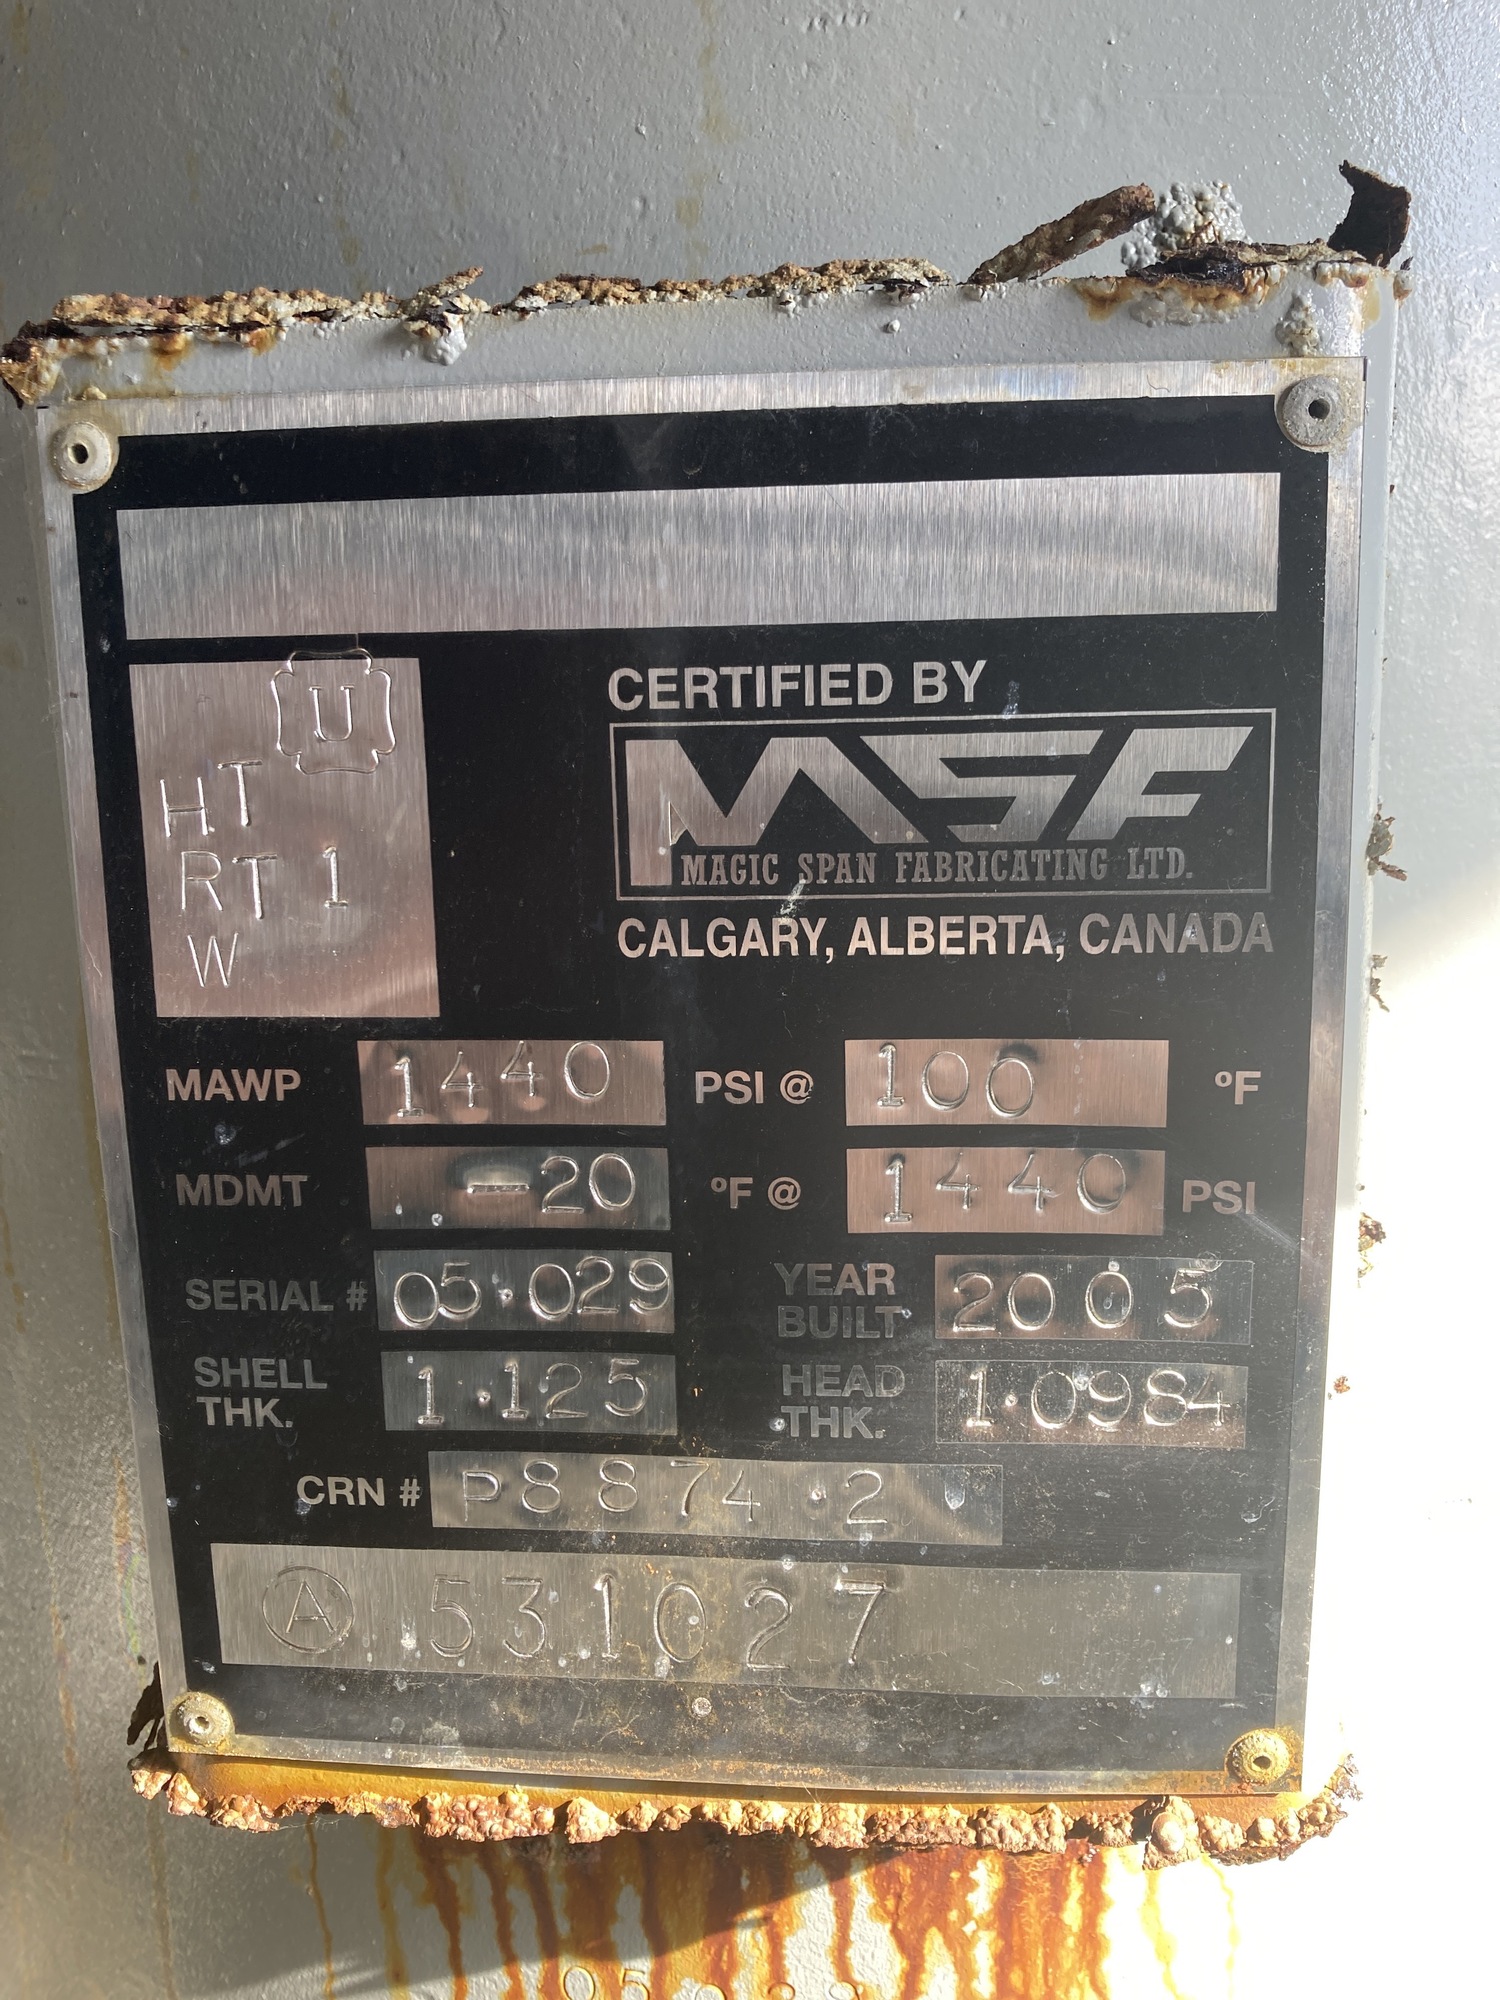 U
HT
RT 1
W
CERTIFIED BY
MSF
MAGIC SPAN FABRICATING LTD.
CALGARY, ALBERTA, CANADA
MAWP 1440 PSI @ 100 ºF
MDMT -20 ºF @ 1440 PSI
SERIAL # 05·029 YEAR BUILT 2005
SHELL THK. 1·125 HEAD THK. 1·0984
CRN # P8874·2
A 531027